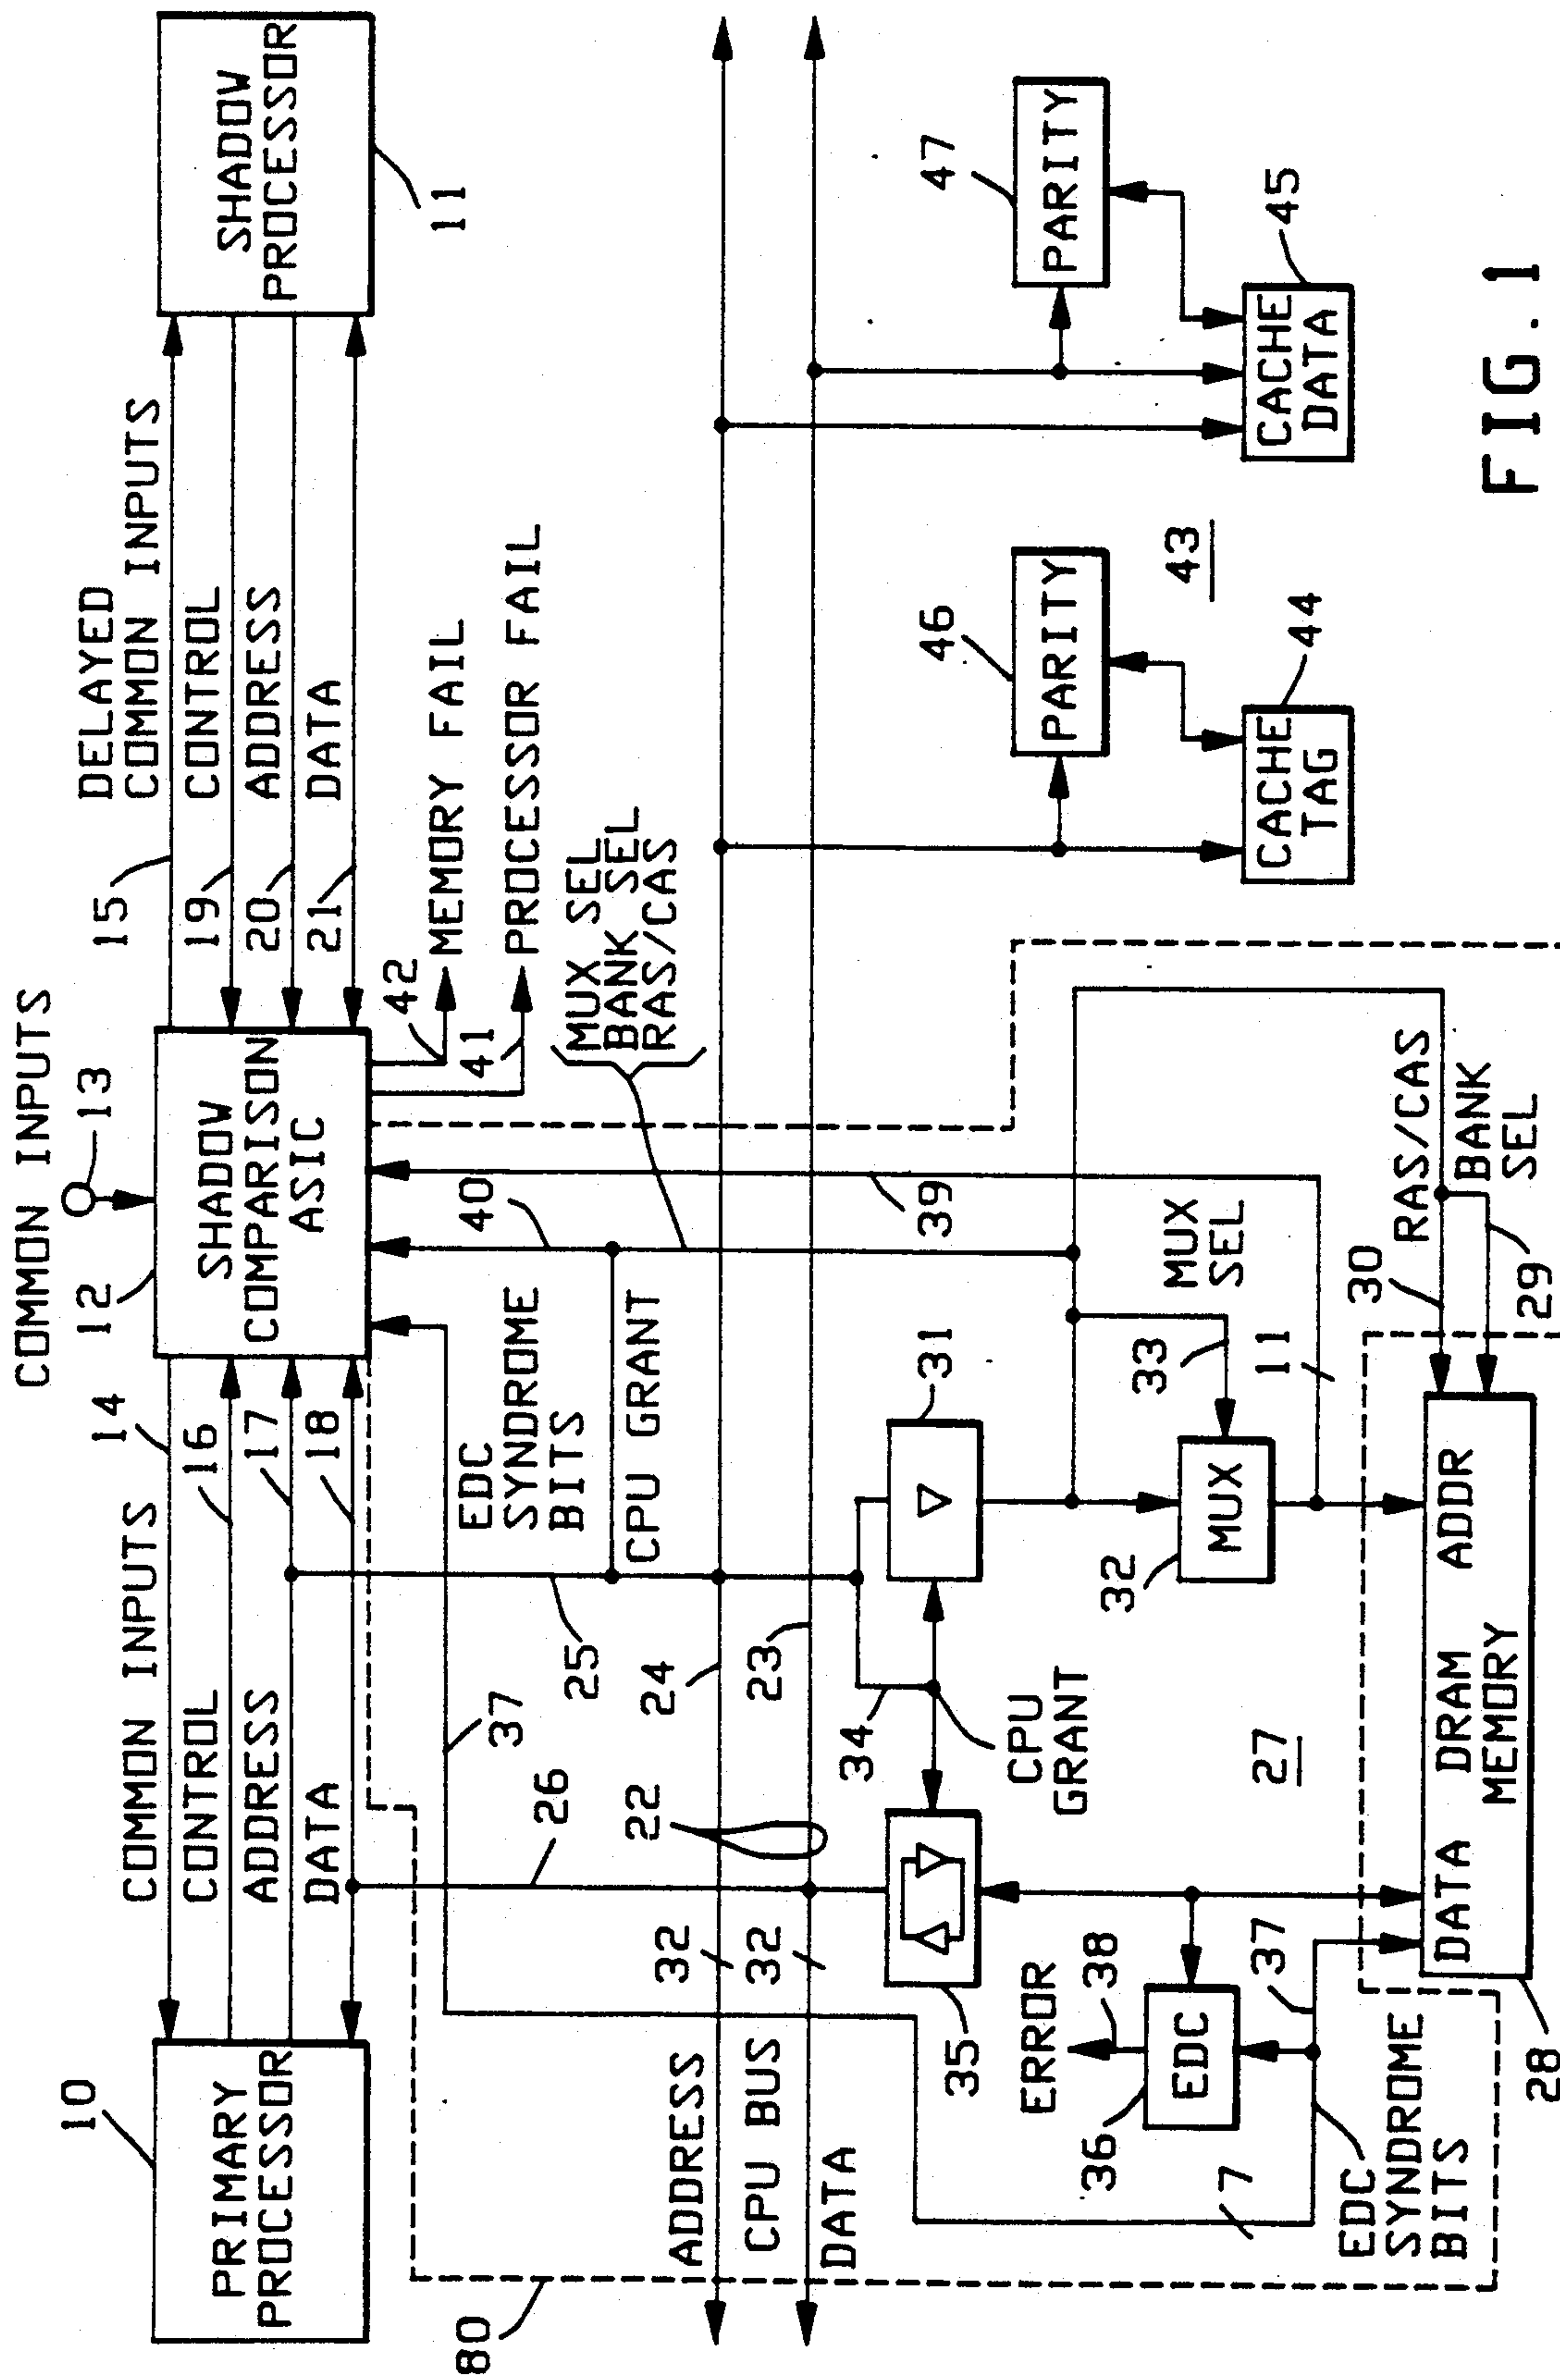 COMMON INPUTS
13
12
10
PRIMARY
PROCESSOR
COMMON INPUTS
14
CONTROL
16
ADDRESS
17
DATA
18
SHADOW
COMPARISON
ASIC
DELAYED
COMMON INPUTS
15
CONTROL
19
ADDRESS
20
DATA
21
SHADOW
PROCESSOR
11
42
MEMORY FAIL
41
PROCESSOR FAIL
MUX SEL
BANK SEL
RAS/CAS
40
39
EDC
SYNDROME
BITS
CPU GRANT
37
25
26
22
24
23
80
ADDRESS
32
CPU BUS
32
DATA
34
CPU
GRANT
31
35
27
MUX
SEL
33
32
MUX
11
ERROR
38
36
EDC
37
7
EDC
SYNDROME
BITS
30
RAS/CAS
BANK
SEL
29
DATA
DRAM
MEMORY
ADDR
28
46
PARITY
47
PARITY
43
44
CACHE
TAG
45
CACHE
DATA
FIG. 1